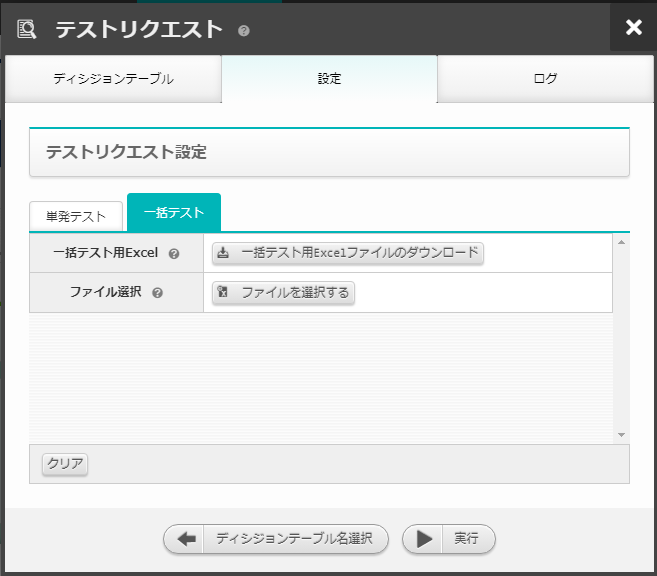 テストリクエスト
ディシジョンテーブル
設定
ログ
テストリクエスト設定
単発テスト
一括テスト
一括テスト用Excel
一括テスト用Excelファイルのダウンロード
ファイル選択
ファイルを選択する
クリア
ディシジョンテーブル名選択
実行